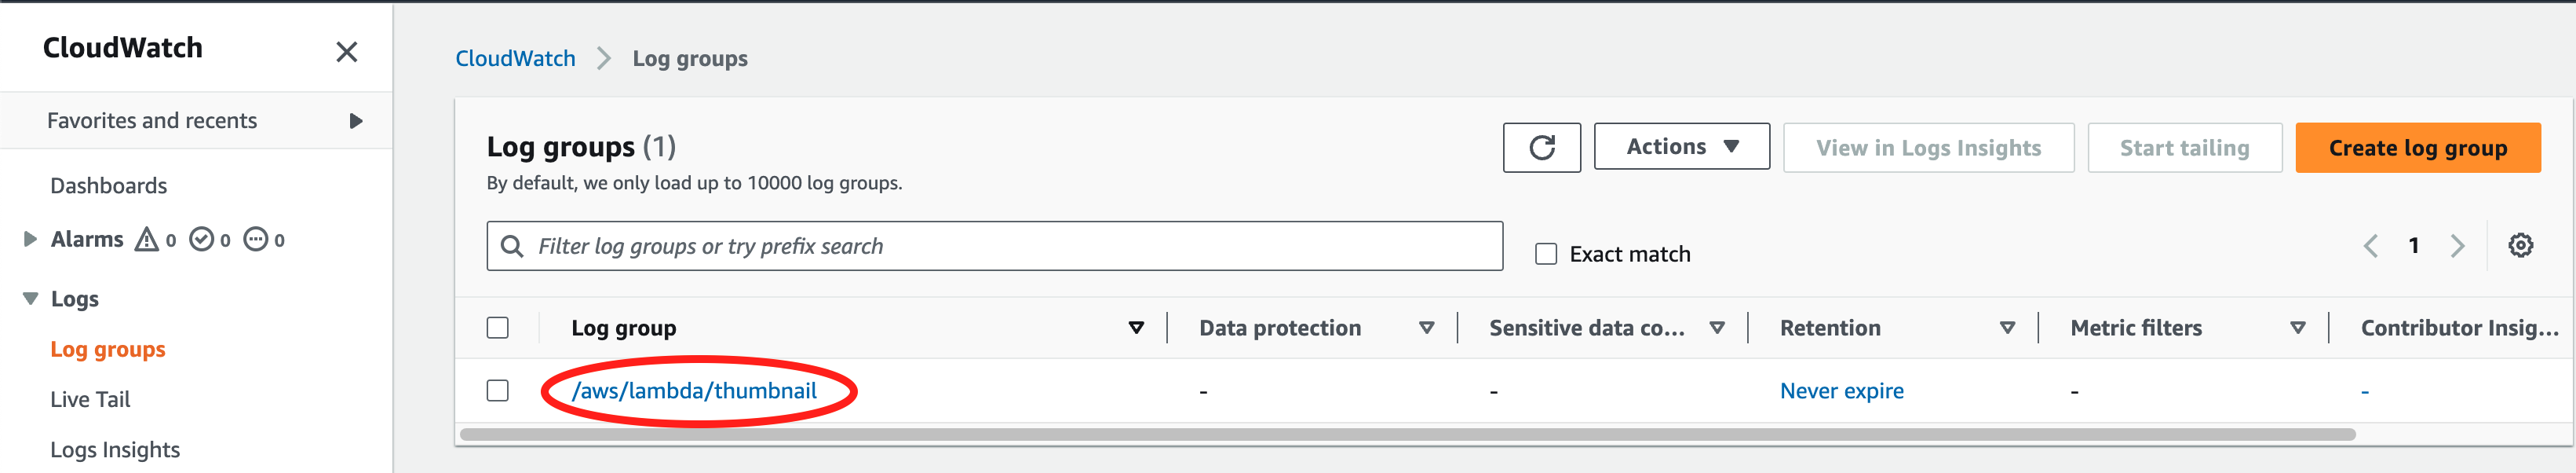 CloudWatch
Favorites and recents
Dashboards
Alarms 0 0 0
Logs
Log groups
Live Tail
Logs Insights
CloudWatch Log groups
Log groups (1)
By default, we only load up to 10000 log groups.
Actions
View in Logs Insights
Start tailing
Create log group
Filter log groups or try prefix search
Exact match
1
Log group Data protection Sensitive data co... Retention Metric filters Contributor Insig...
/aws/lambda/thumbnail - - Never expire - -